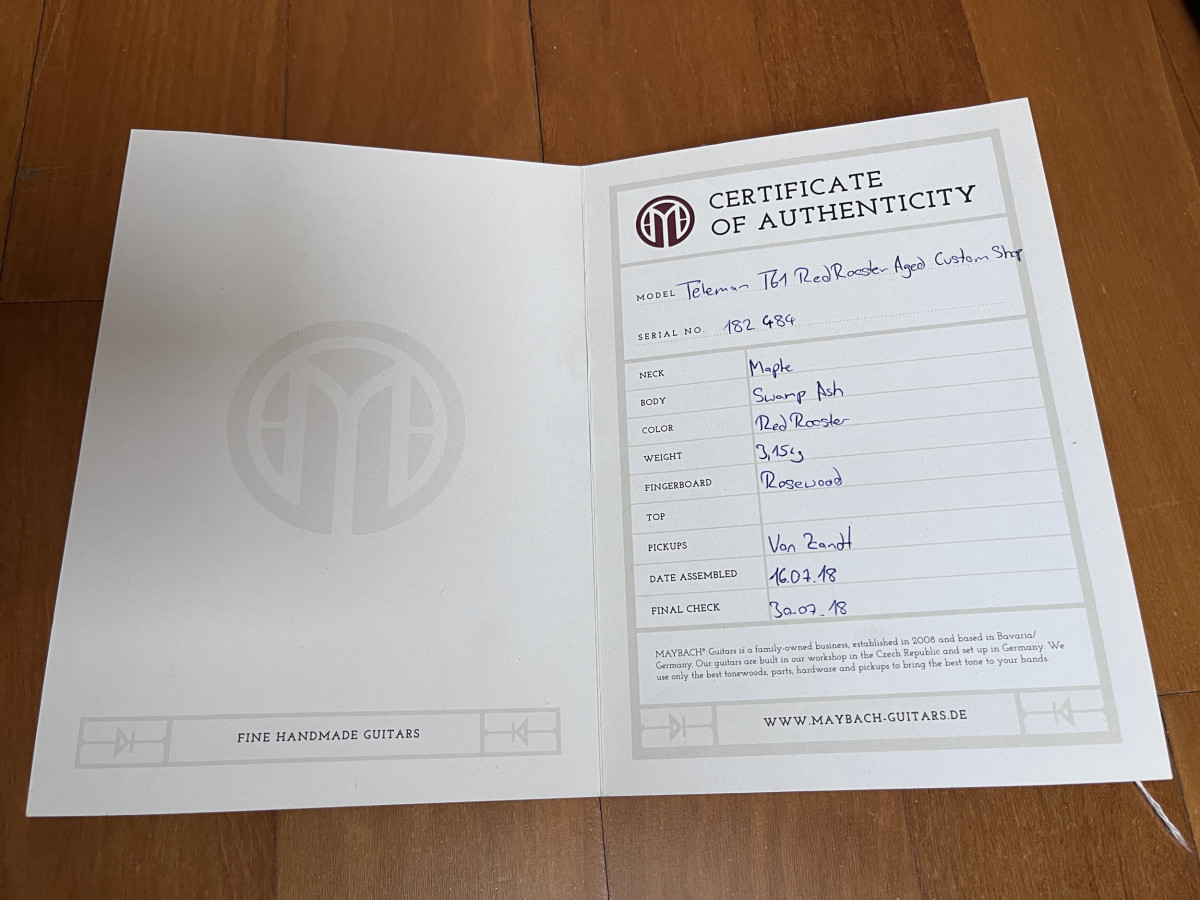 FINE HANDMADE GUITARS
CERTIFICATE
OF AUTHENTICITY
MODEL Teleman T61 RedRooster Aged Custom Shop
SERIAL NO. 182 484
NECK Maple
BODY Swamp Ash
COLOR Red Rooster
WEIGHT 3,15kg
FINGERBOARD Rosewood
TOP
PICKUPS Van Zandt
DATE ASSEMBLED 16.07.18
FINAL CHECK 30.07.18
MAYBACH® Guitars is a family-owned business, established in 2008 and based in Bavaria/
Germany. Our guitars are built in our workshop in the Czech Republic and set up in Germany. We
use only the best tonewoods, parts, hardware and pickups to bring the best tone to your hands.
WWW.MAYBACH-GUITARS.DE